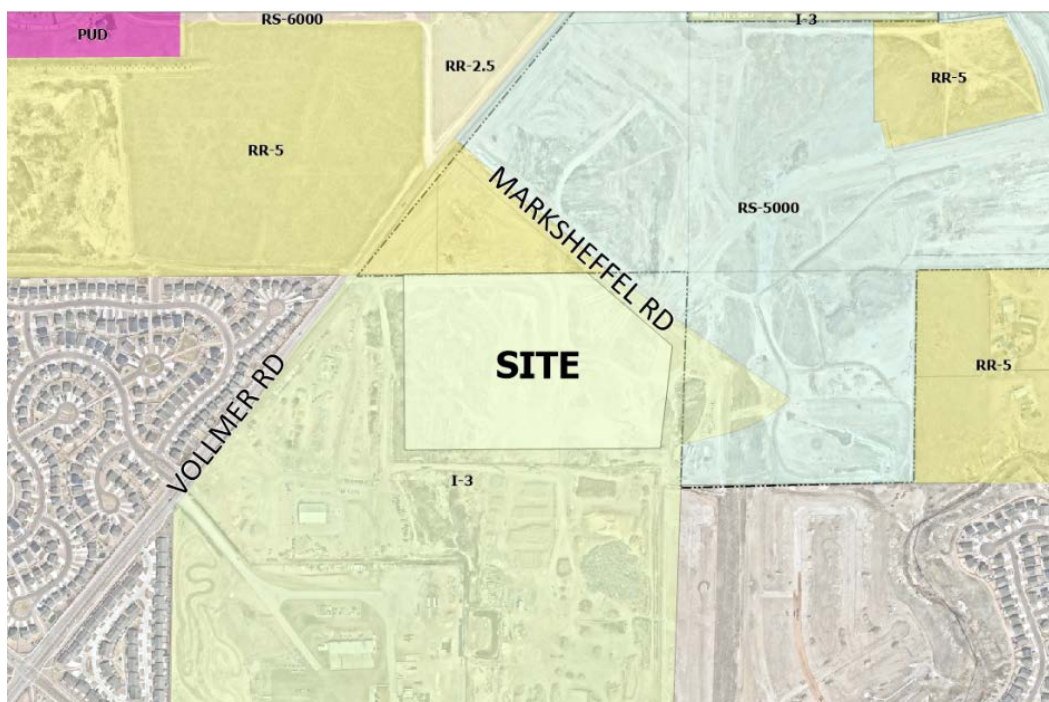 RS-6000
I-3
PUD
RR-2.5
RR-5
RR-5
MARKSHEFFEL RD
RS-5000
SITE
RR-5
VOLLMER RD
I-3